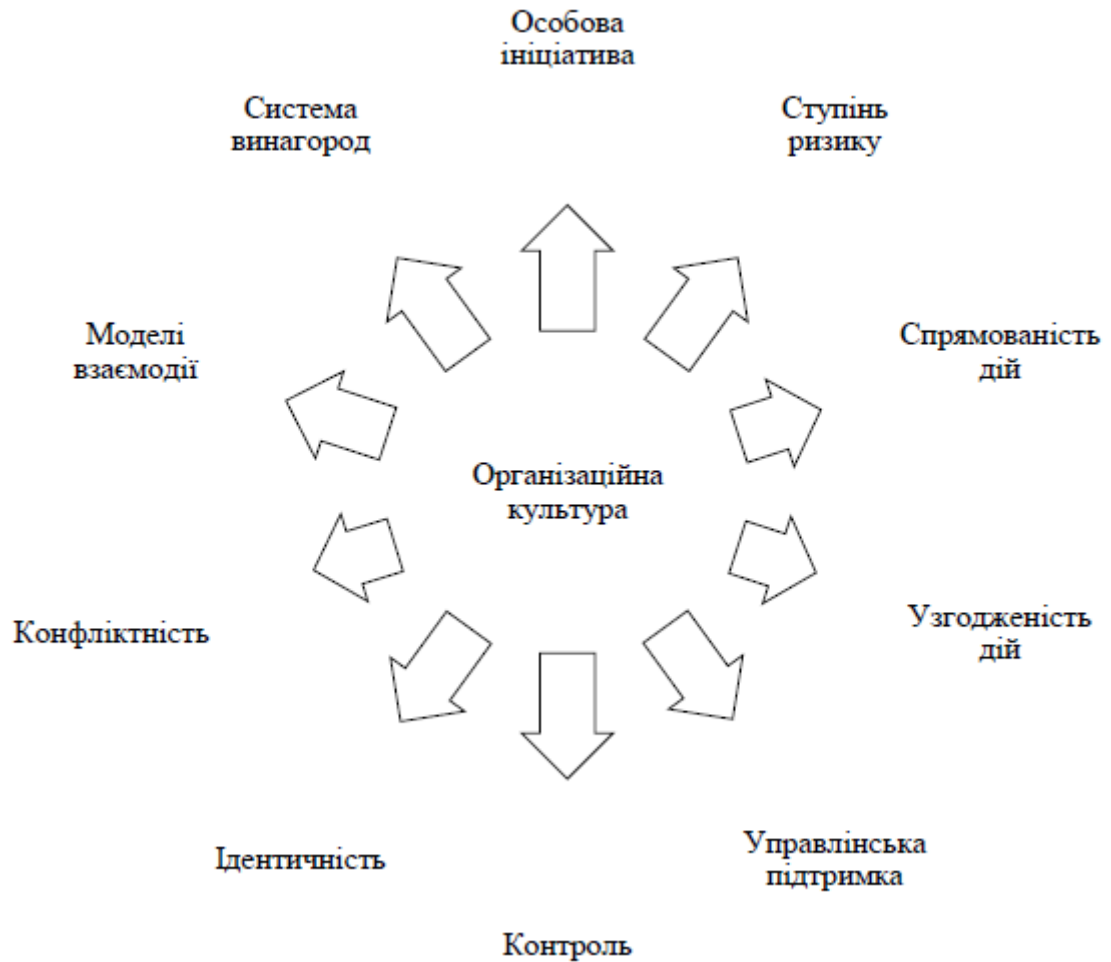 Особова
ініціатива
Система
винагород
Ступінь
ризику
Моделі
взаємодії
Спрямованість
дій
Організаційна
культура
Конфліктність
Узгодженість
дій
Ідентичність
Управлінська
підтримка
Контроль